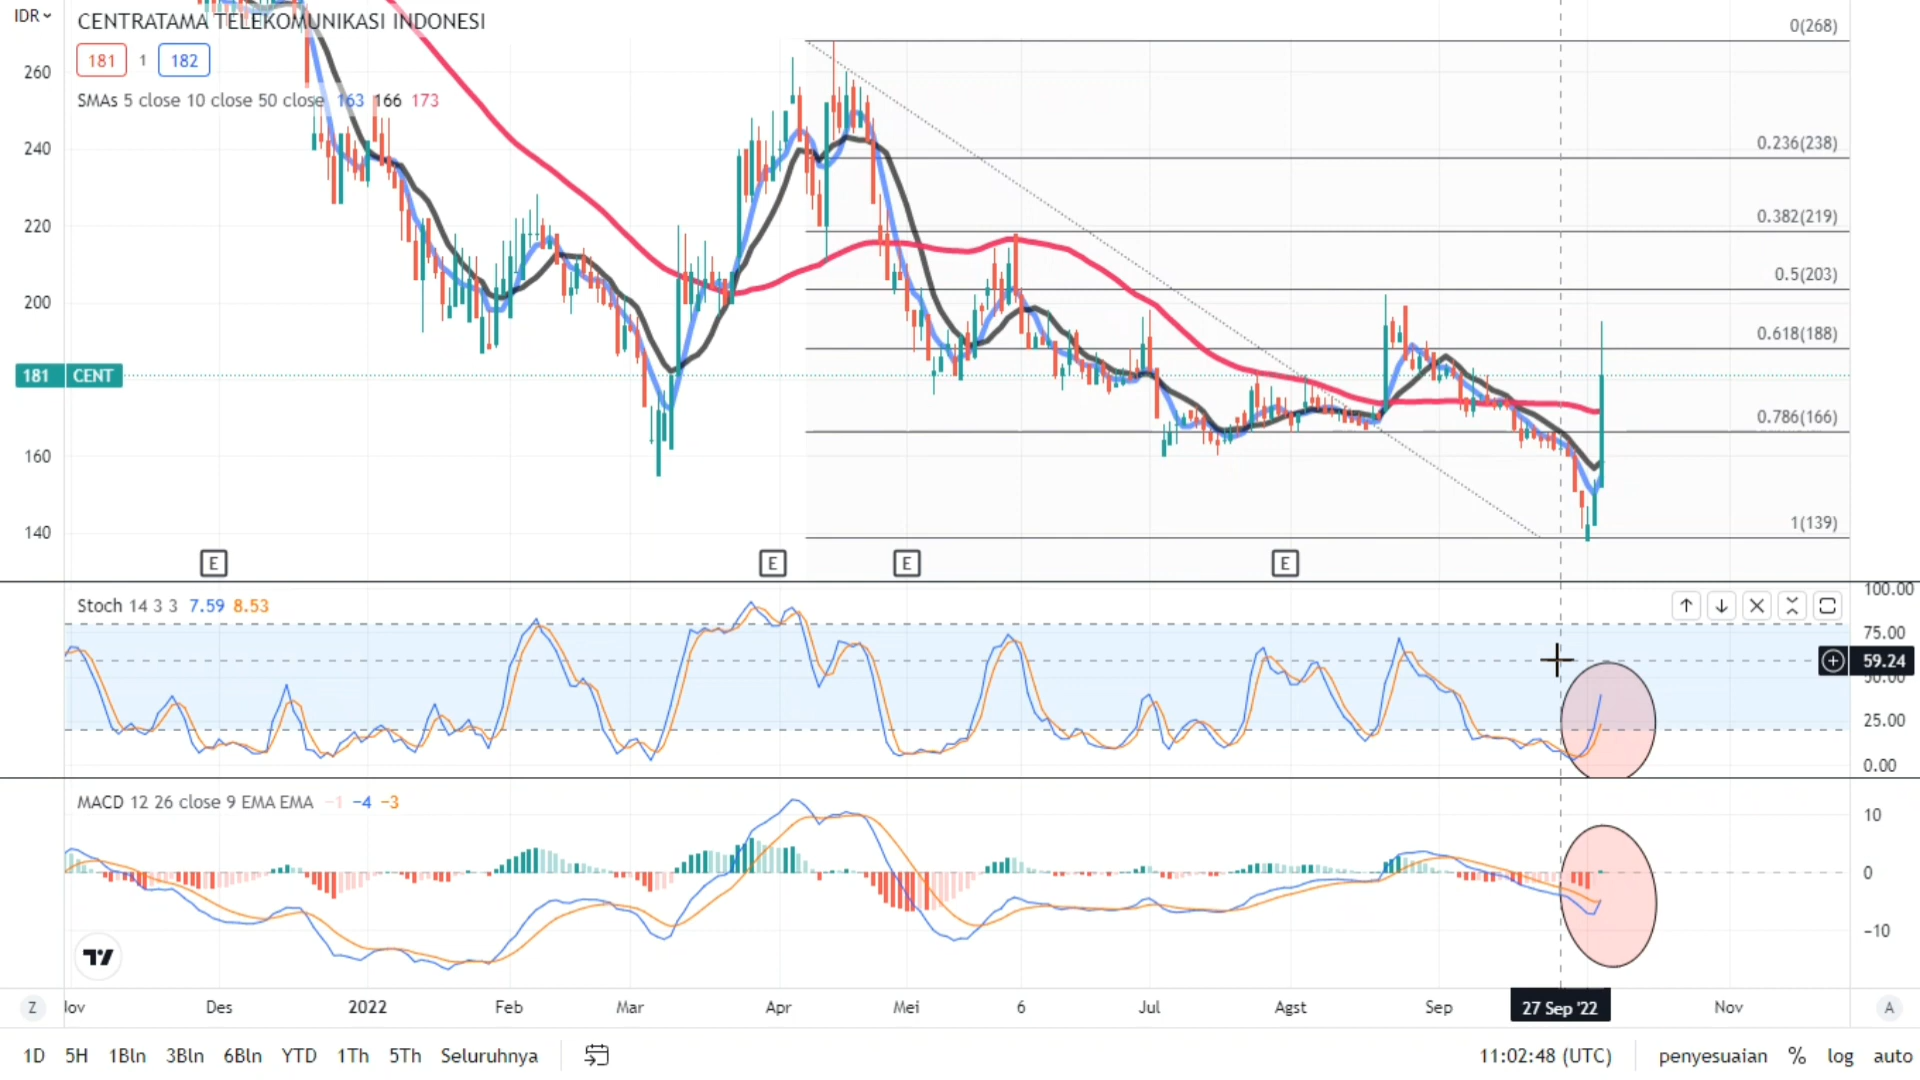 IDR
CENTRATAMA TELEKOMUNIKASI INDONESI
181 1 182
SMAs 5 close 10 close 50 close 163 166 173
260
240
220
200
181 CENT
160
140
0(268)
0.236(238)
0.382(219)
0.5(203)
0.618(188)
0.786(166)
1(139)
E E E E
Stoch 14 3 3 7.59 8.53
100.00
75.00
59.24
50.00
25.00
0.00
MACD 12 26 close 9 EMA EMA −1 −4 −3
10
0
−10
Z Nov Des 2022 Feb Mar Apr Mei 6 Jul Agst Sep 27 Sep '22 Nov A
1D 5H 1Bln 3Bln 6Bln YTD 1Th 5Th Seluruhnya 11:02:48 (UTC) penyesuaian % log auto